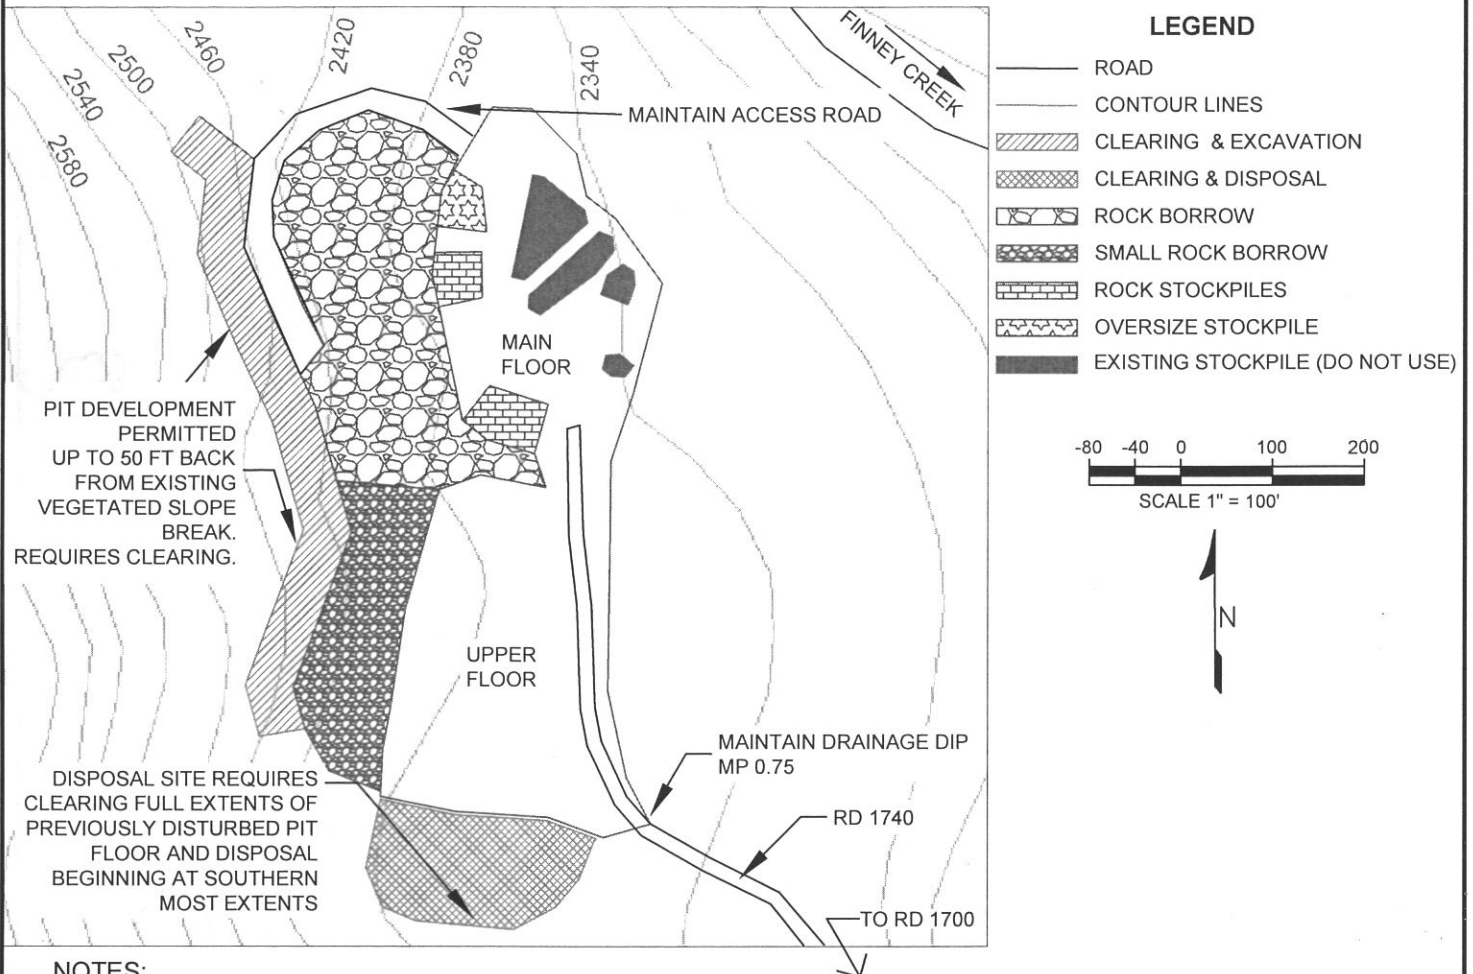 2580
2540
2500
2460
2420
2380
2340
FINNEY CREEK
MAINTAIN ACCESS ROAD
MAIN
FLOOR
PIT DEVELOPMENT
PERMITTED
UP TO 50 FT BACK
FROM EXISTING
VEGETATED SLOPE
BREAK.
REQUIRES CLEARING.
UPPER
FLOOR
MAINTAIN DRAINAGE DIP
MP 0.75
DISPOSAL SITE REQUIRES
CLEARING FULL EXTENTS OF
PREVIOUSLY DISTURBED PIT
FLOOR AND DISPOSAL
BEGINNING AT SOUTHERN
MOST EXTENTS
RD 1740
TO RD 1700
LEGEND
ROAD
CONTOUR LINES
CLEARING & EXCAVATION
CLEARING & DISPOSAL
ROCK BORROW
SMALL ROCK BORROW
ROCK STOCKPILES
OVERSIZE STOCKPILE
EXISTING STOCKPILE (DO NOT USE)
-80 -40 0 100 200
SCALE 1" = 100'
N
NOTES: